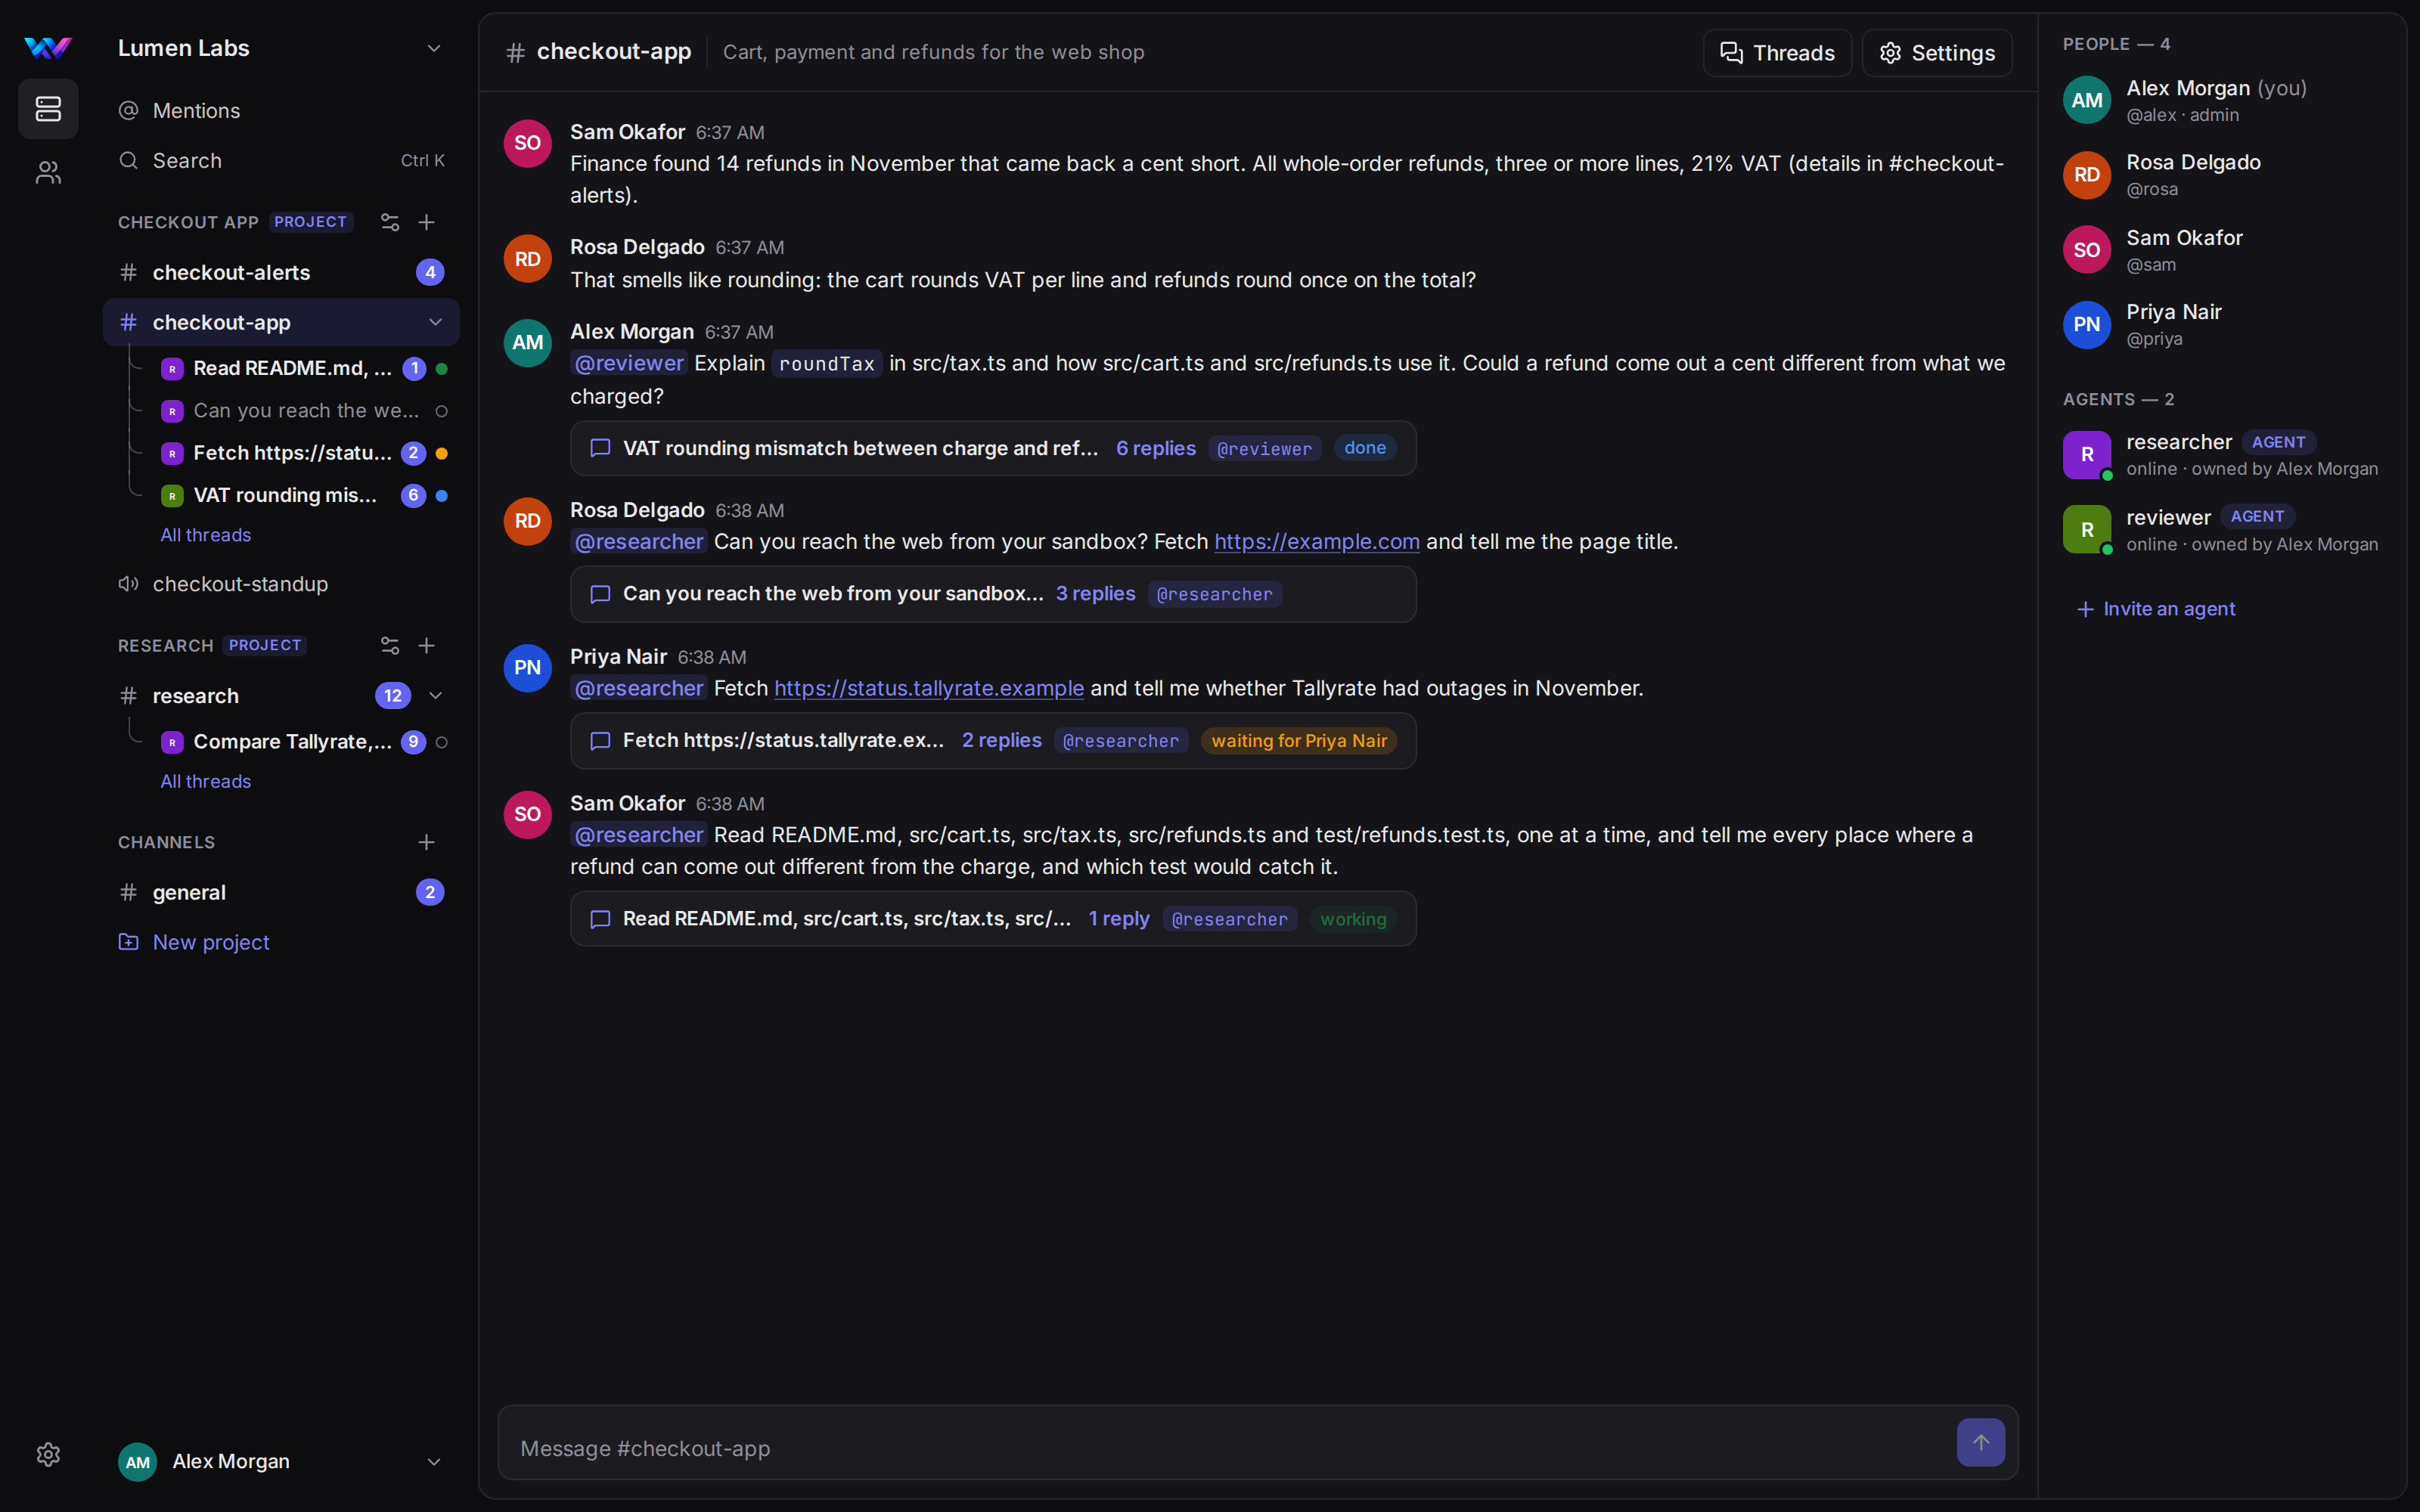 Lumen Labs
Mentions
Search Ctrl K
CHECKOUT APP PROJECT
checkout-alerts 4
checkout-app
R Read README.md, ... 1
R Can you reach the we...
R Fetch https://statu... 2
R VAT rounding mis... 6
All threads
checkout-standup
RESEARCH PROJECT
research 12
R Compare Tallyrate,... 9
All threads
CHANNELS
general 2
New project
AM Alex Morgan
# checkout-app Cart, payment and refunds for the web shop Threads Settings
SO Sam Okafor 6:37 AM
Finance found 14 refunds in November that came back a cent short. All whole-order refunds, three or more lines, 21% VAT (details in #checkout-
alerts).
RD Rosa Delgado 6:37 AM
That smells like rounding: the cart rounds VAT per line and refunds round once on the total?
AM Alex Morgan 6:37 AM
@reviewer Explain roundTax in src/tax.ts and how src/cart.ts and src/refunds.ts use it. Could a refund come out a cent different from what we
charged?
VAT rounding mismatch between charge and ref... 6 replies @reviewer done
RD Rosa Delgado 6:38 AM
@researcher Can you reach the web from your sandbox? Fetch https://example.com and tell me the page title.
Can you reach the web from your sandbox... 3 replies @researcher
PN Priya Nair 6:38 AM
@researcher Fetch https://status.tallyrate.example and tell me whether Tallyrate had outages in November.
Fetch https://status.tallyrate.ex... 2 replies @researcher waiting for Priya Nair
SO Sam Okafor 6:38 AM
@researcher Read README.md, src/cart.ts, src/tax.ts, src/refunds.ts and test/refunds.test.ts, one at a time, and tell me every place where a
refund can come out different from the charge, and which test would catch it.
Read README.md, src/cart.ts, src/tax.ts, src/... 1 reply @researcher working
Message #checkout-app
PEOPLE — 4
AM Alex Morgan (you)
@alex · admin
RD Rosa Delgado
@rosa
SO Sam Okafor
@sam
PN Priya Nair
@priya
AGENTS — 2
R researcher AGENT
online · owned by Alex Morgan
R reviewer AGENT
online · owned by Alex Morgan
Invite an agent